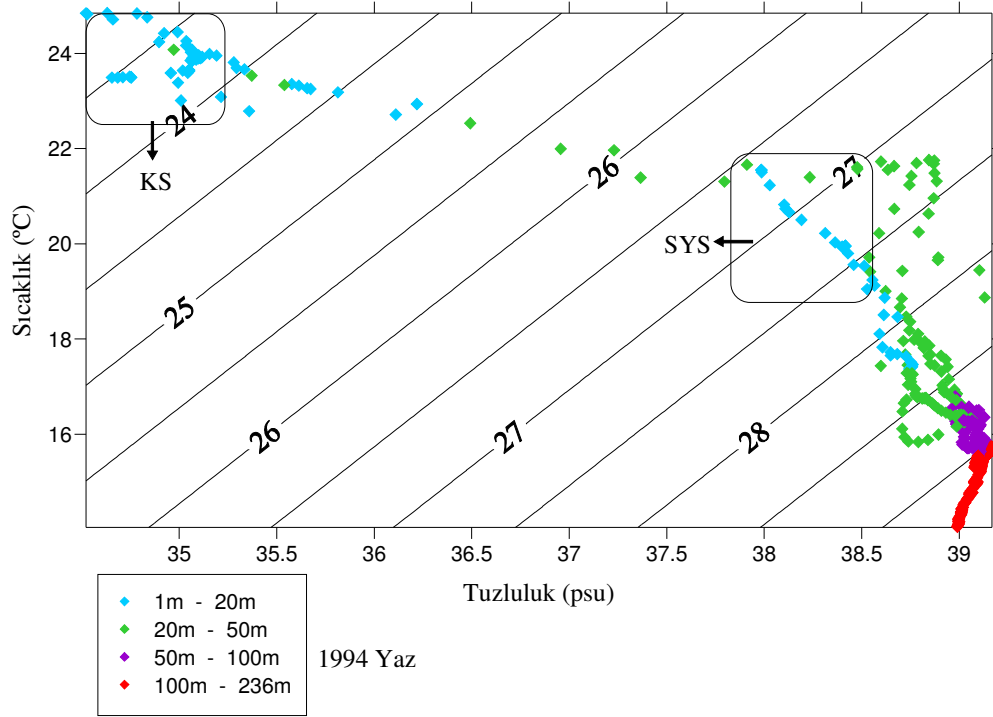 24
22
20
18
16
Sıcaklık (ºC)
24
KS
26
27
SYS
25
26
27
28
35
35.5
36
36.5
37
37.5
38
38.5
39
Tuzluluk (psu)
1m - 20m
20m - 50m
50m - 100m
100m - 236m
1994 Yaz